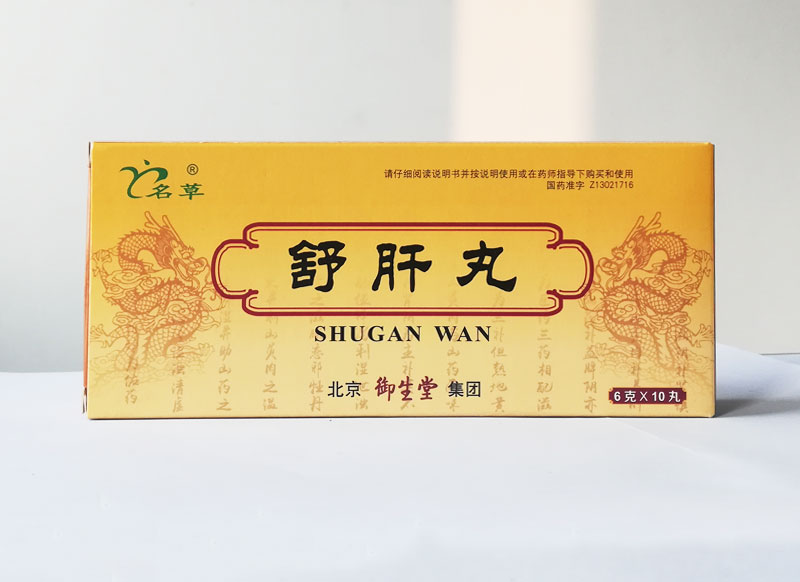 名草®
请仔细阅读说明书并按说明使用或在药师指导下购买和使用
国药准字 Z13021716
舒肝丸
SHUGAN WAN
北京 御生堂 集团
6克X10丸